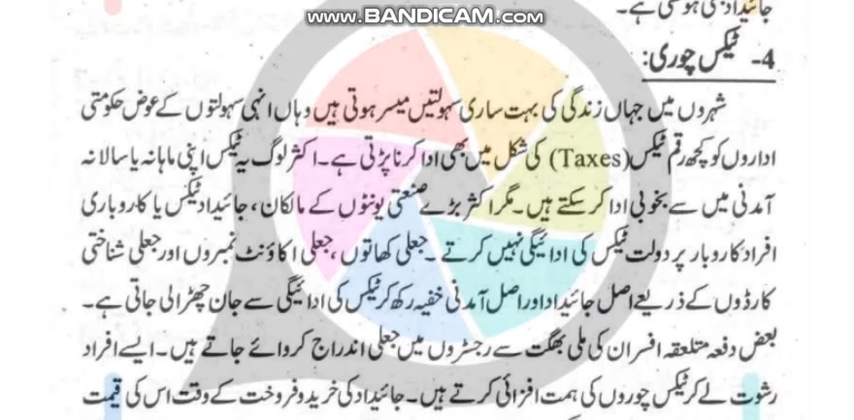 جائیداد بھی ہو سکتی ہے۔
WWW.BANDICAM.COM
4- ٹیکس چوری:
شہروں میں جہاں زندگی کی بہت ساری سہولتیں میسر ہوتی ہیں وہاں انہی سہولتوں کے عوض حکومتی
اداروں کو کچھ رقم ٹیکس (Taxes) کی شکل میں بھی ادا کرنا پڑتی ہے۔ اکثر لوگ یہ ٹیکس اپنی ماہانہ یا سالانہ
آمدنی میں سے بخوبی ادا کر سکتے ہیں۔ مگر اکثر بڑے صنعتی یونٹوں کے مالکان، جائیداد ٹیکس یا کاروباری
افراد کاروبار پر دولت ٹیکس کی ادائیگی نہیں کرتے۔ جعلی کھاتوں، جعلی اکاؤنٹ نمبروں اور جعلی شناختی
کارڈوں کے ذریعے اصل جائیداد اور اصل آمدنی خفیہ رکھ کر ٹیکس کی ادائیگی سے جان چھڑا لی جاتی ہے۔
بعض دفعہ متعلقہ افسران کی ملی بھگت سے رجسٹروں میں جعلی اندراج کروائے جاتے ہیں۔ ایسے افراد
رشوت لے کر ٹیکس چوروں کی ہمت افزائی کرتے ہیں۔ جائیداد کی خرید و فروخت کے وقت اس کی قیمت